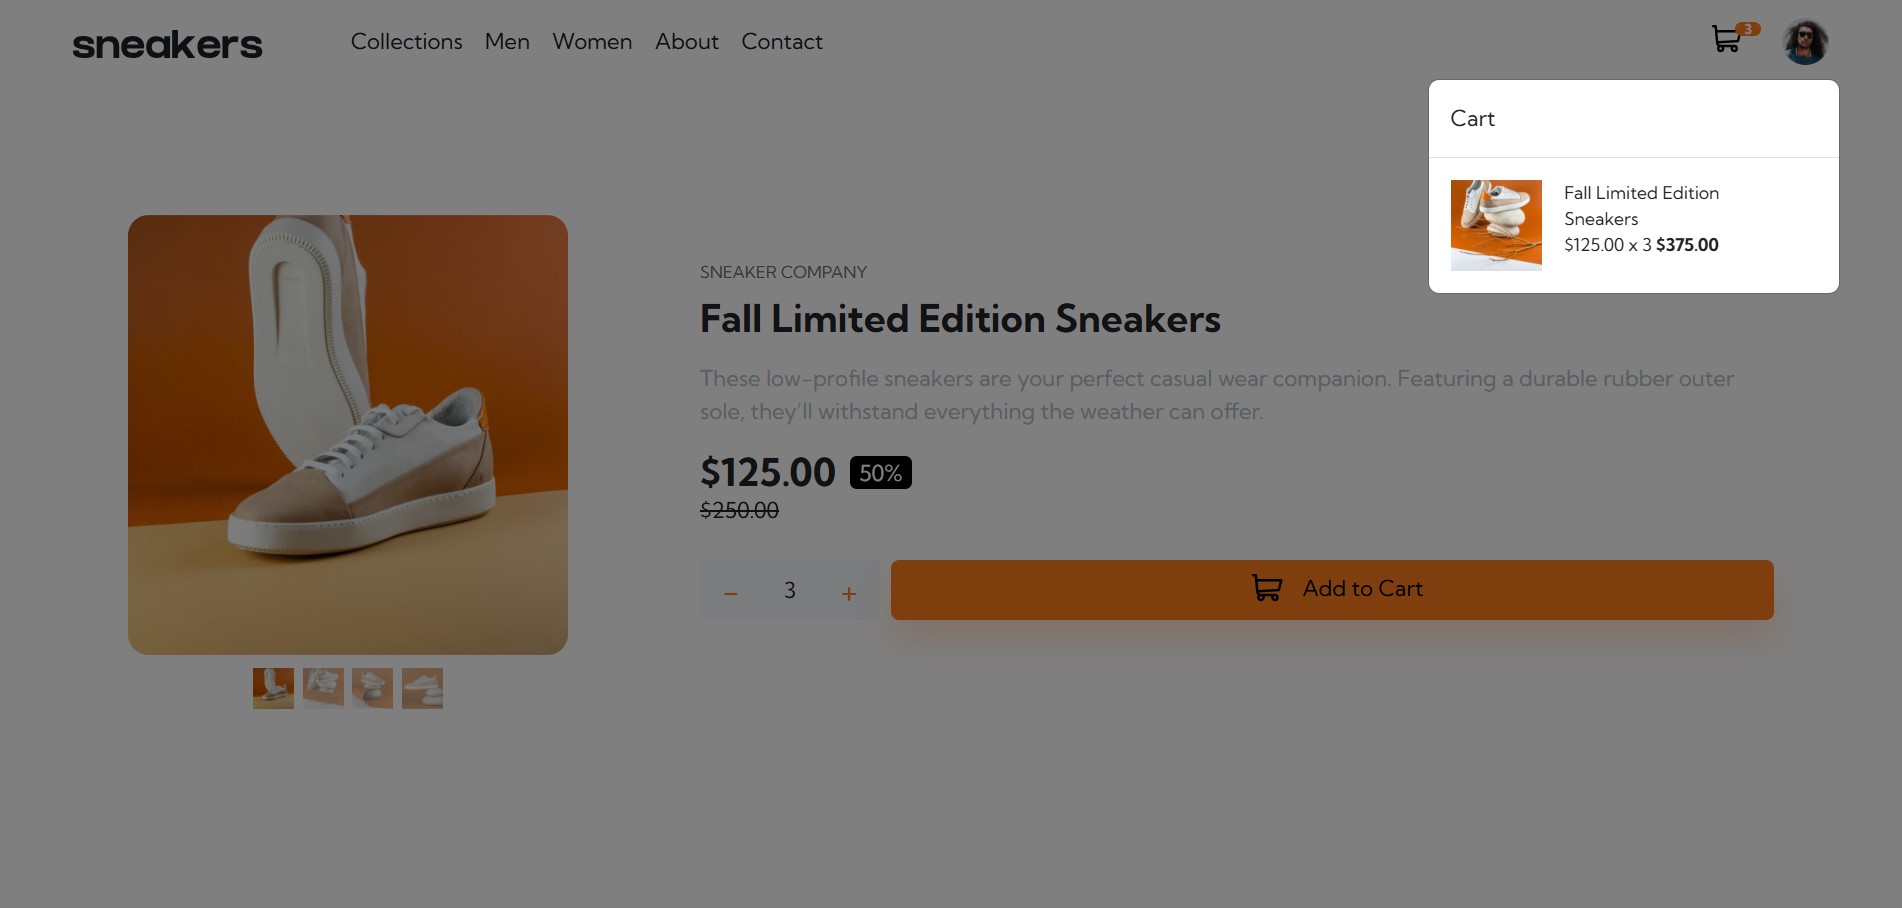 sneakers
Collections Men Women About Contact
3
Cart
Fall Limited Edition
Sneakers
$125.00 x 3 $375.00
SNEAKER COMPANY
Fall Limited Edition Sneakers
These low-profile sneakers are your perfect casual wear companion. Featuring a durable rubber outer
sole, they’ll withstand everything the weather can offer.
$125.00 50%
$250.00
− 3 + Add to Cart